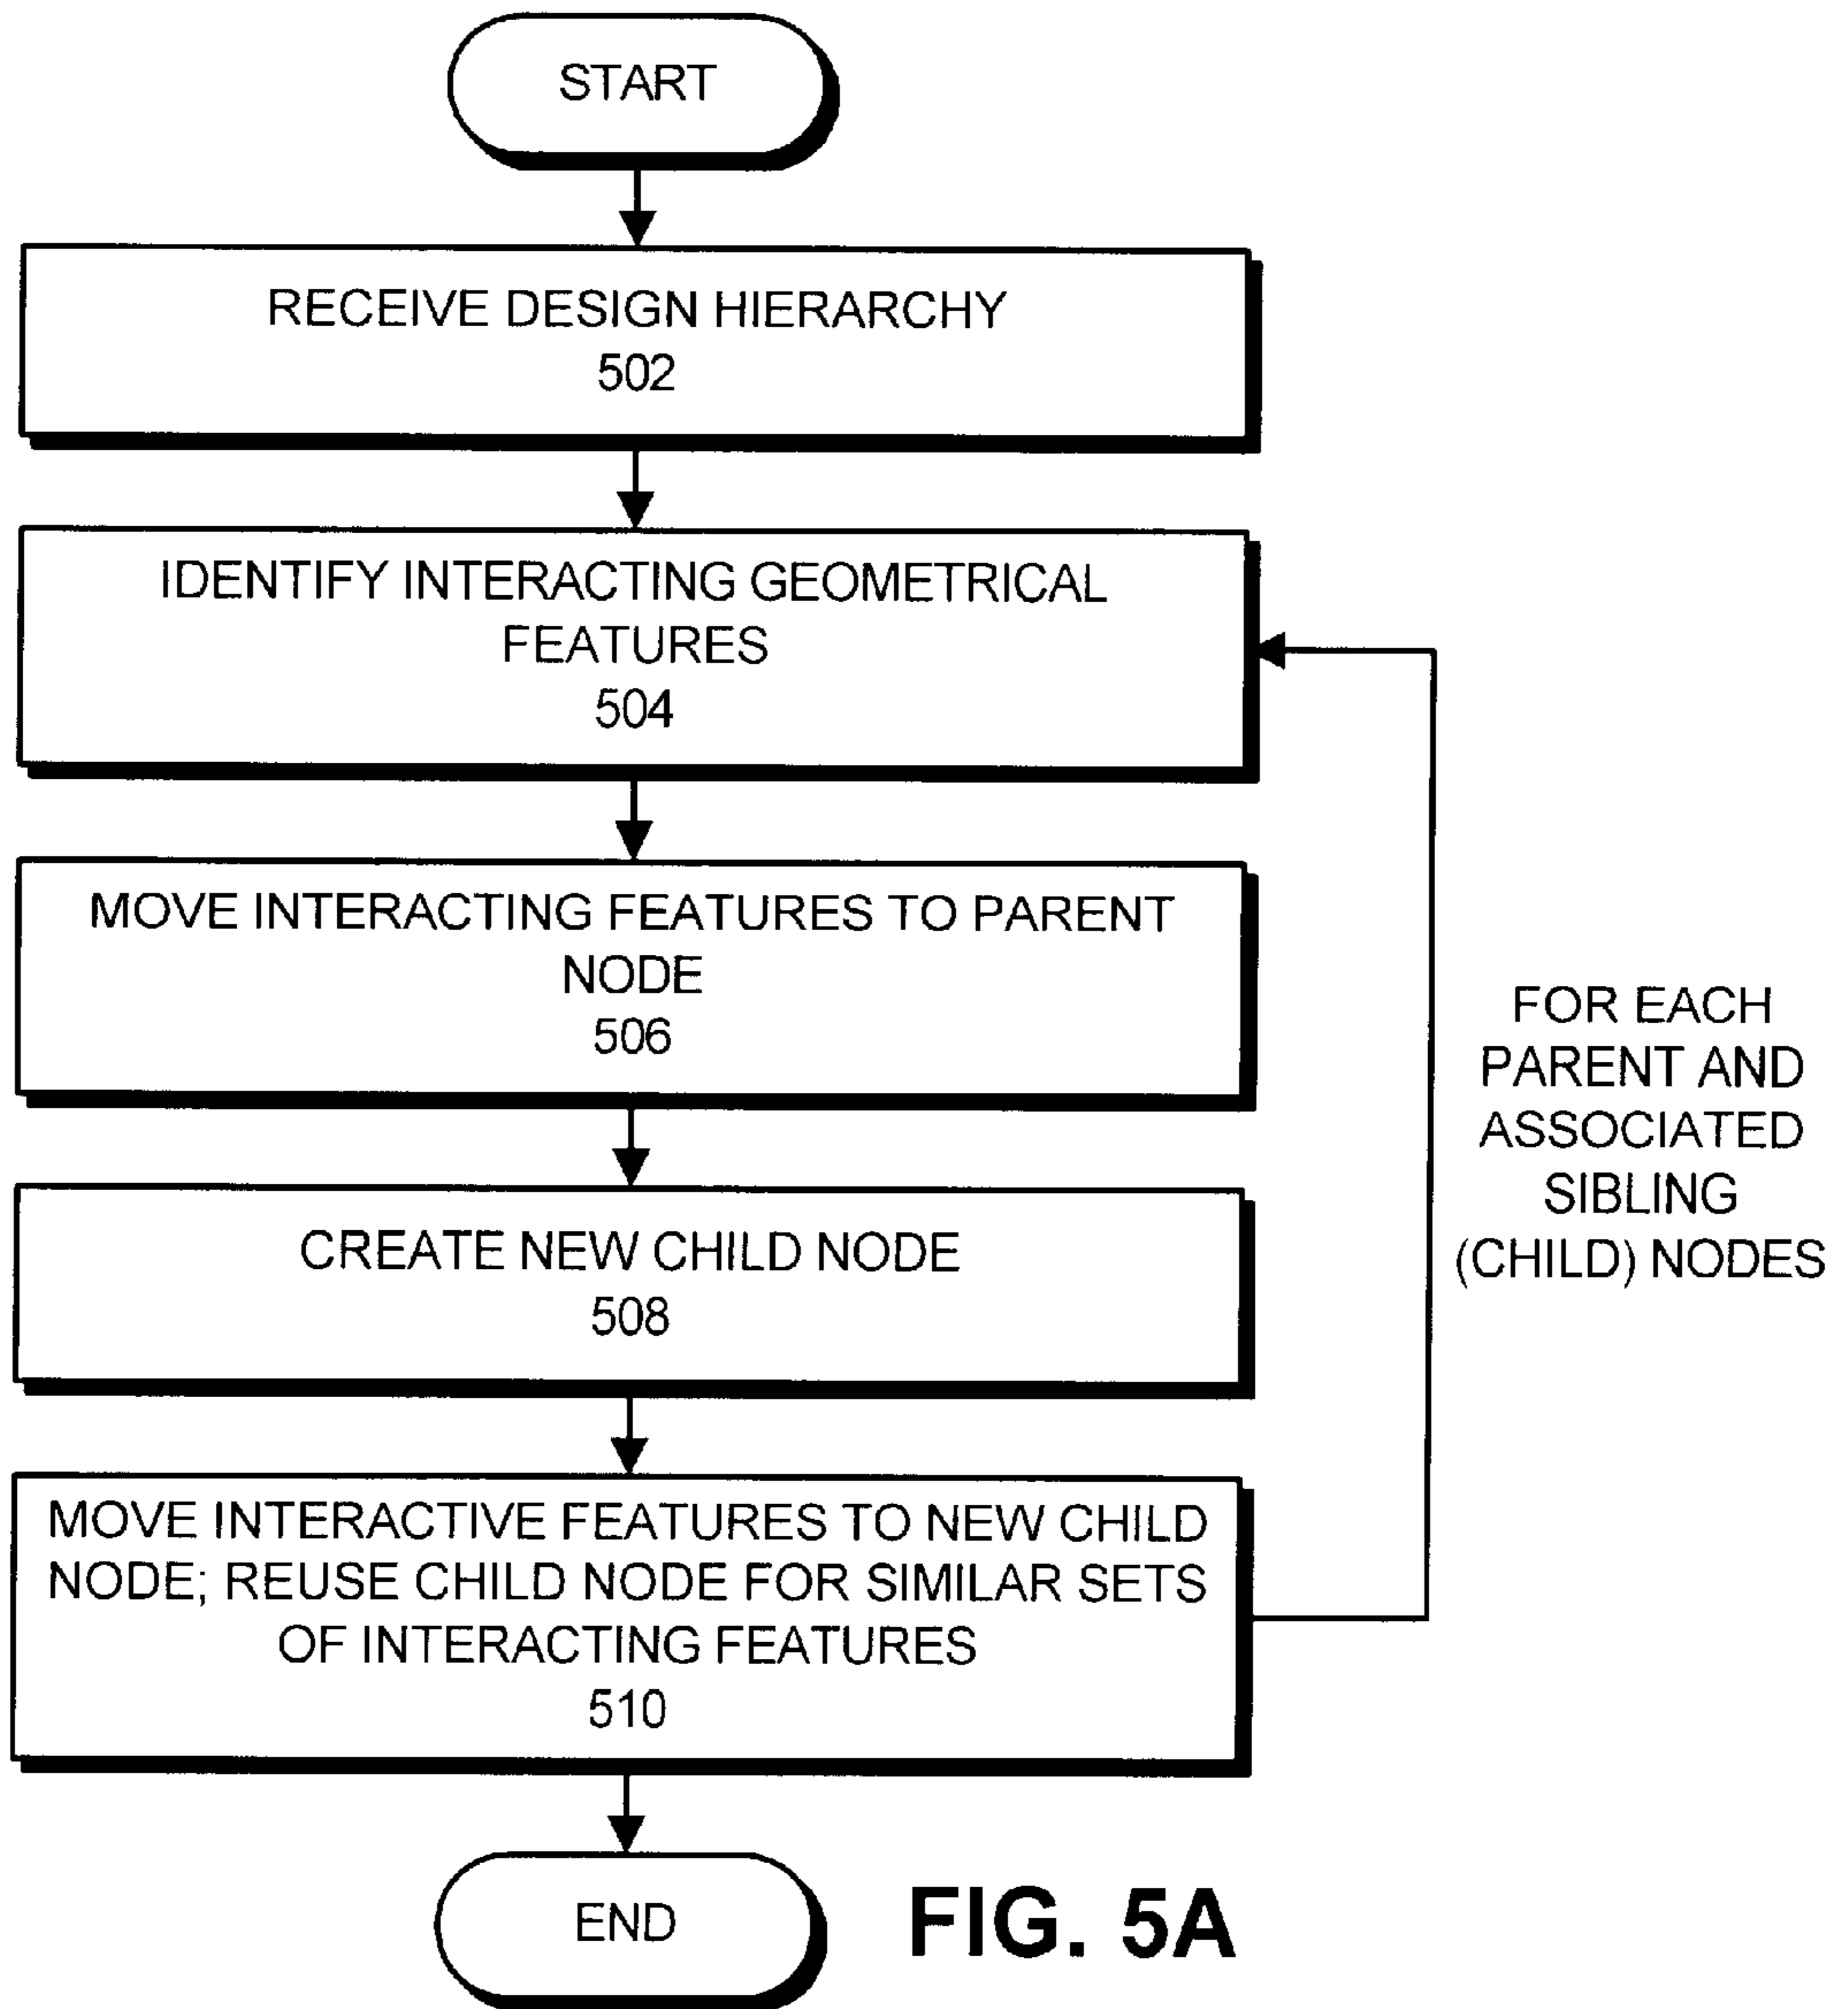 START
RECEIVE DESIGN HIERARCHY
502
IDENTIFY INTERACTING GEOMETRICAL
FEATURES
504
MOVE INTERACTING FEATURES TO PARENT
NODE
506
CREATE NEW CHILD NODE
508
MOVE INTERACTIVE FEATURES TO NEW CHILD
NODE; REUSE CHILD NODE FOR SIMILAR SETS
OF INTERACTING FEATURES
510
FOR EACH
PARENT AND
ASSOCIATED
SIBLING
(CHILD) NODES
END
FIG. 5A